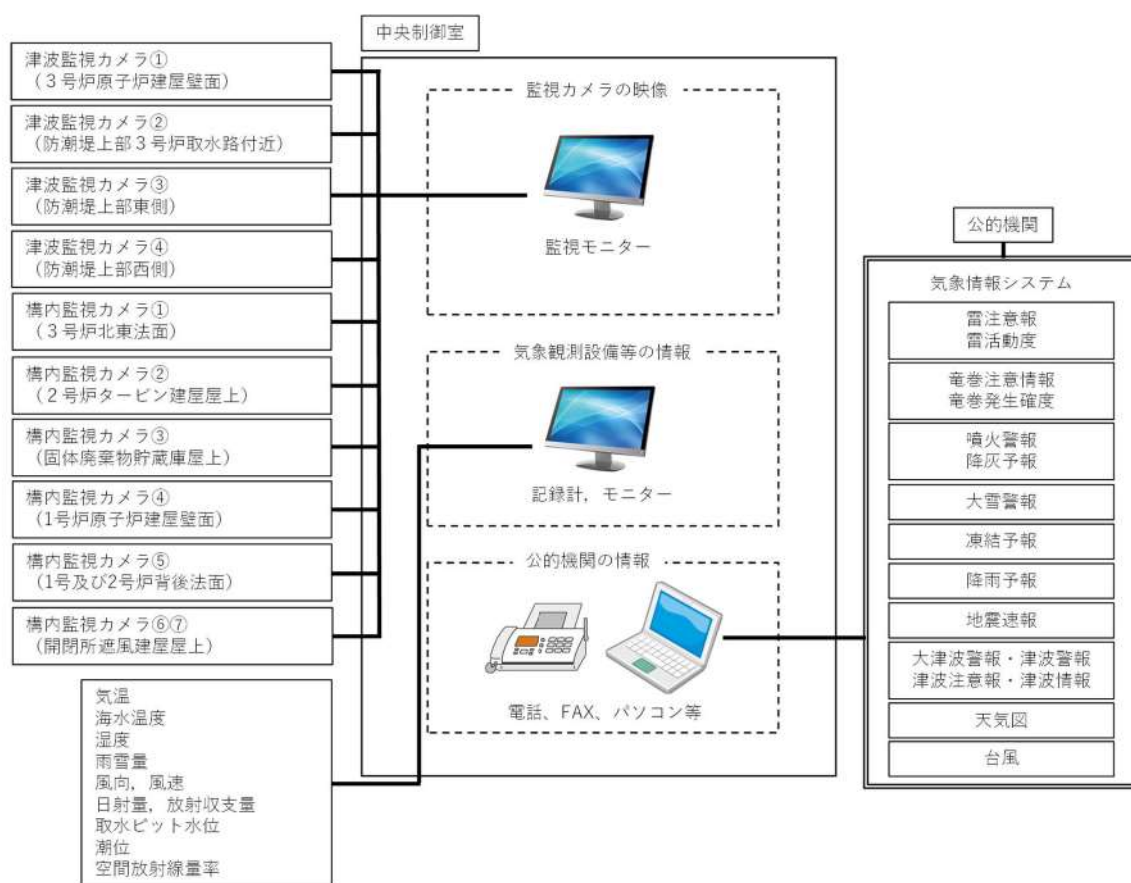 中央制御室
津波監視カメラ①
(3号炉原子炉建屋壁面)
津波監視カメラ②
(防潮堤上部3号炉取水路付近)
津波監視カメラ③
(防潮堤上部東側)
津波監視カメラ④
(防潮堤上部西側)
構内監視カメラ①
(3号炉北東法面)
構内監視カメラ②
(2号炉タービン建屋屋上)
構内監視カメラ③
(固体廃棄物貯蔵庫屋上)
構内監視カメラ④
(1号炉原子炉建屋壁面)
構内監視カメラ⑤
(1号及び2号炉背後法面)
構内監視カメラ⑥⑦
(開閉所遮風建屋屋上)
気温
海水温度
湿度
雨雪量
風向,風速
日射量,放射収支量
取水ピット水位
潮位
空間放射線量率
監視カメラの映像
監視モニター
気象観測設備等の情報
記録計,モニター
公的機関の情報
電話、FAX、パソコン等
公的機関
気象情報システム
雷注意報
雷活動度
竜巻注意情報
竜巻発生確度
噴火警報
降灰予報
大雪警報
凍結予報
降雨予報
地震速報
大津波警報・津波警報
津波注意報・津波情報
天気図
台風